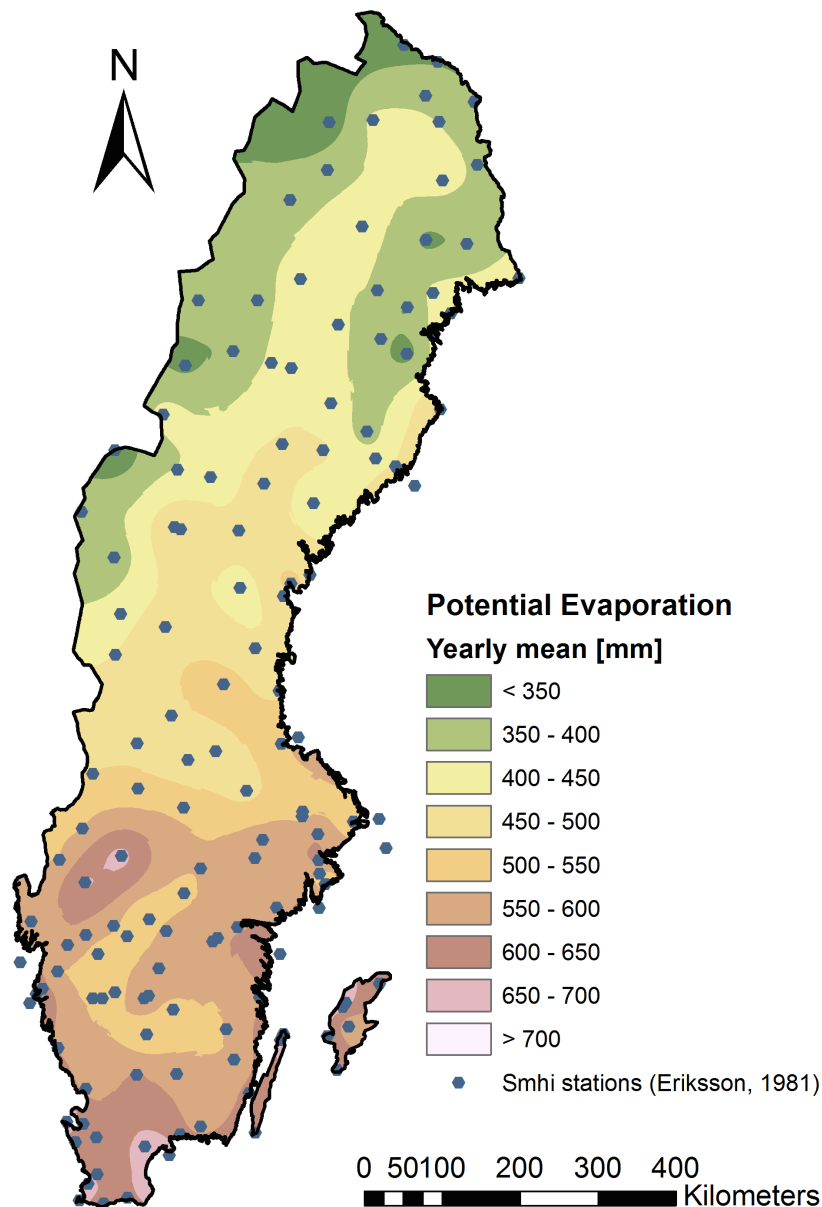 N
Potential Evaporation
Yearly mean [mm]
< 350
350 - 400
400 - 450
450 - 500
500 - 550
550 - 600
600 - 650
650 - 700
> 700
Smhi stations (Eriksson, 1981)
0 50100 200 300 400
Kilometers